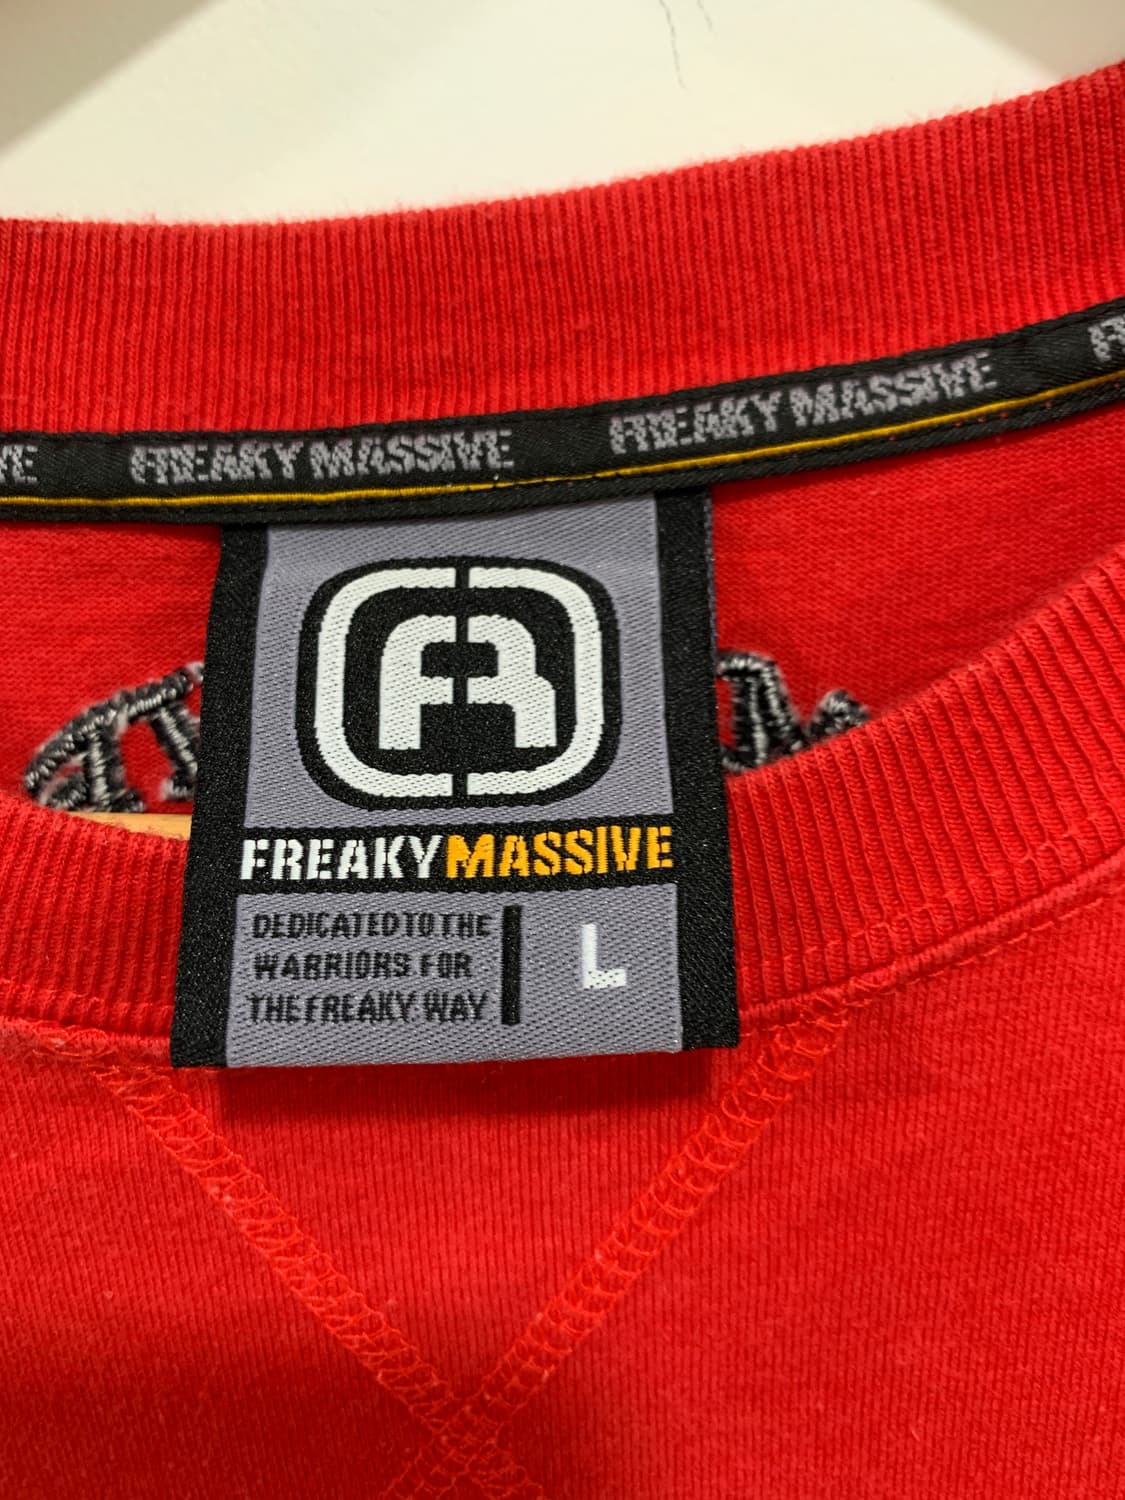 FREAKY MASSIVE FREAKY MASSIVE
FREAKYMASSIVE
DEDICATED TO THE
WARRIORS FOR
THE FREAKY WAY
L